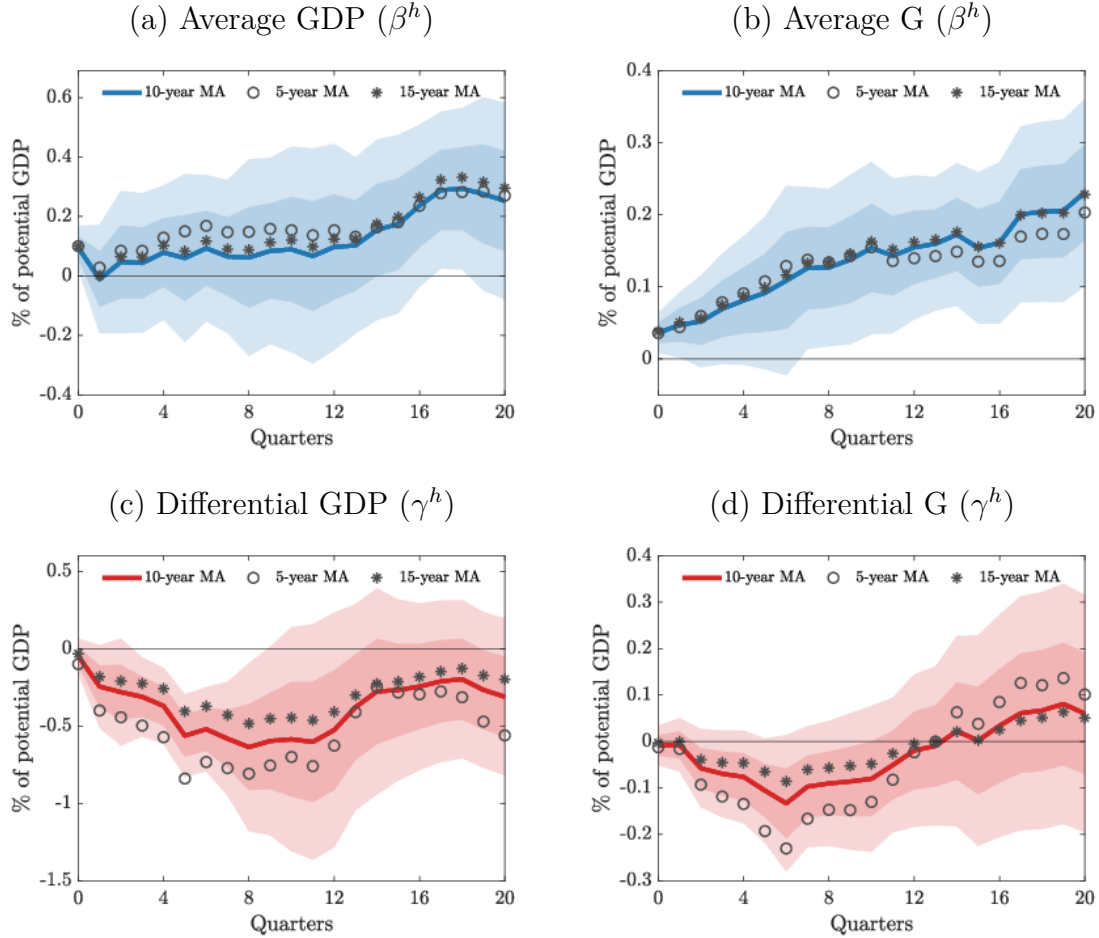 (a) Average GDP (β^h)
(b) Average G (β^h)
% of potential GDP
10-year MA 5-year MA 15-year MA
0.6
0.4
0.2
0
-0.2
-0.4
0 4 8 12 16 20
Quarters
% of potential GDP
10-year MA 5-year MA 15-year MA
0.4
0.3
0.2
0.1
0
0 4 8 12 16 20
Quarters
(c) Differential GDP (γ^h)
(d) Differential G (γ^h)
% of potential GDP
10-year MA 5-year MA 15-year MA
0.5
0
-0.5
-1
-1.5
0 4 8 12 16 20
Quarters
% of potential GDP
10-year MA 5-year MA 15-year MA
0.4
0.3
0.2
0.1
0
-0.1
-0.2
-0.3
0 4 8 12 16 20
Quarters